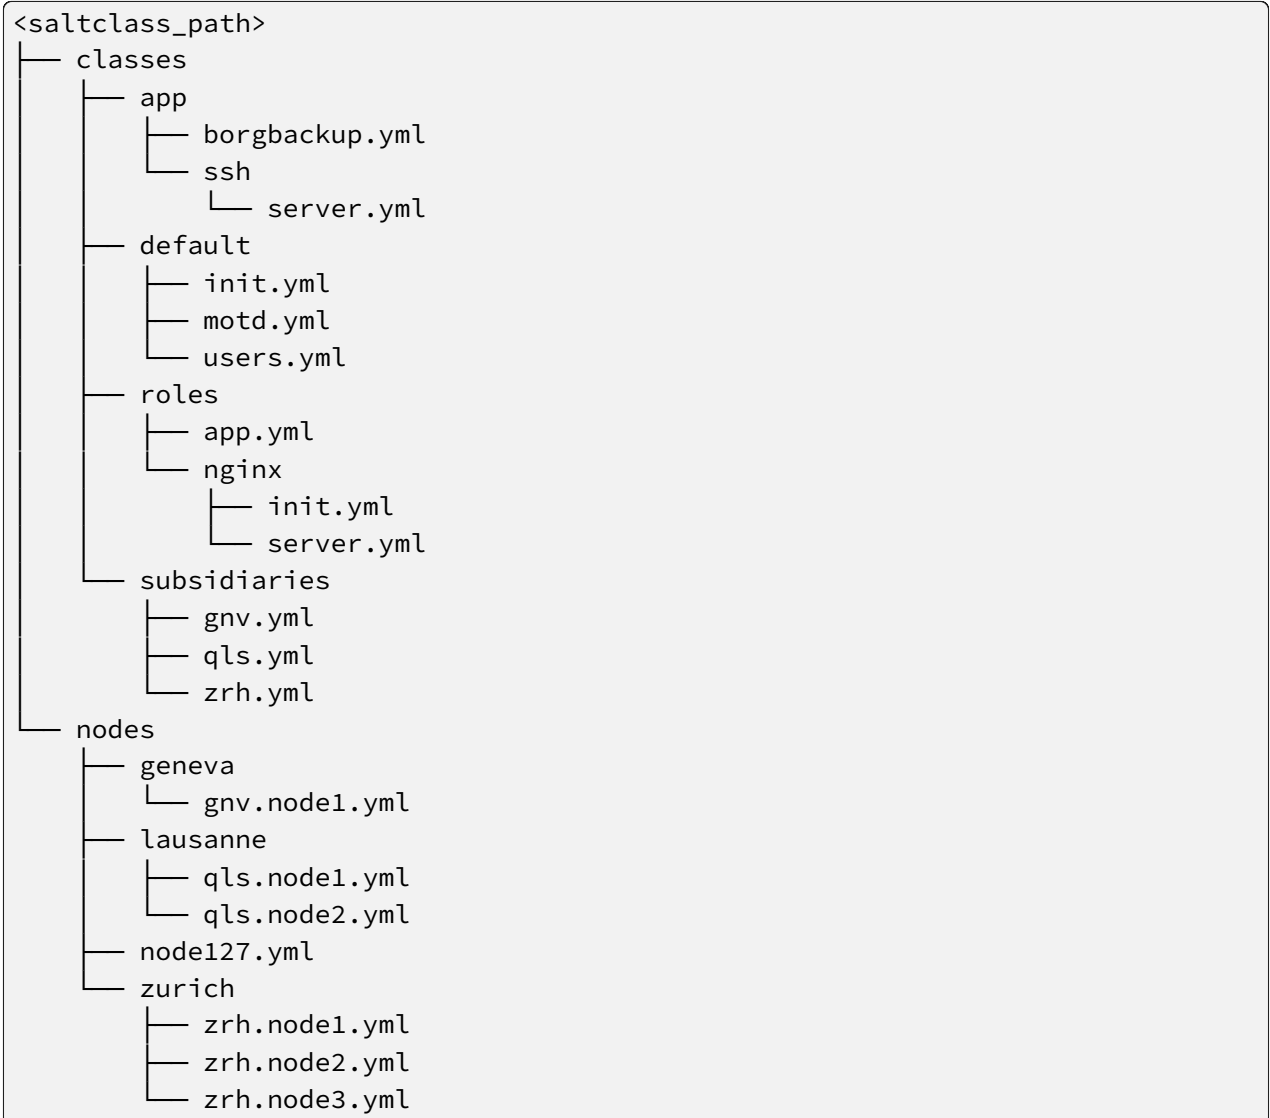 <saltclass_path>
├── classes
│   ├── app
│   │   ├── borgbackup.yml
│   │   └── ssh
│   │       └── server.yml
│   ├── default
│   │   ├── init.yml
│   │   ├── motd.yml
│   │   └── users.yml
│   ├── roles
│   │   ├── app.yml
│   │   └── nginx
│   │       ├── init.yml
│   │       └── server.yml
│   └── subsidiaries
│       ├── gnv.yml
│       ├── qls.yml
│       └── zrh.yml
└── nodes
    ├── geneva
    │   └── gnv.node1.yml
    ├── lausanne
    │   ├── qls.node1.yml
    │   └── qls.node2.yml
    ├── node127.yml
    └── zurich
        ├── zrh.node1.yml
        ├── zrh.node2.yml
        └── zrh.node3.yml